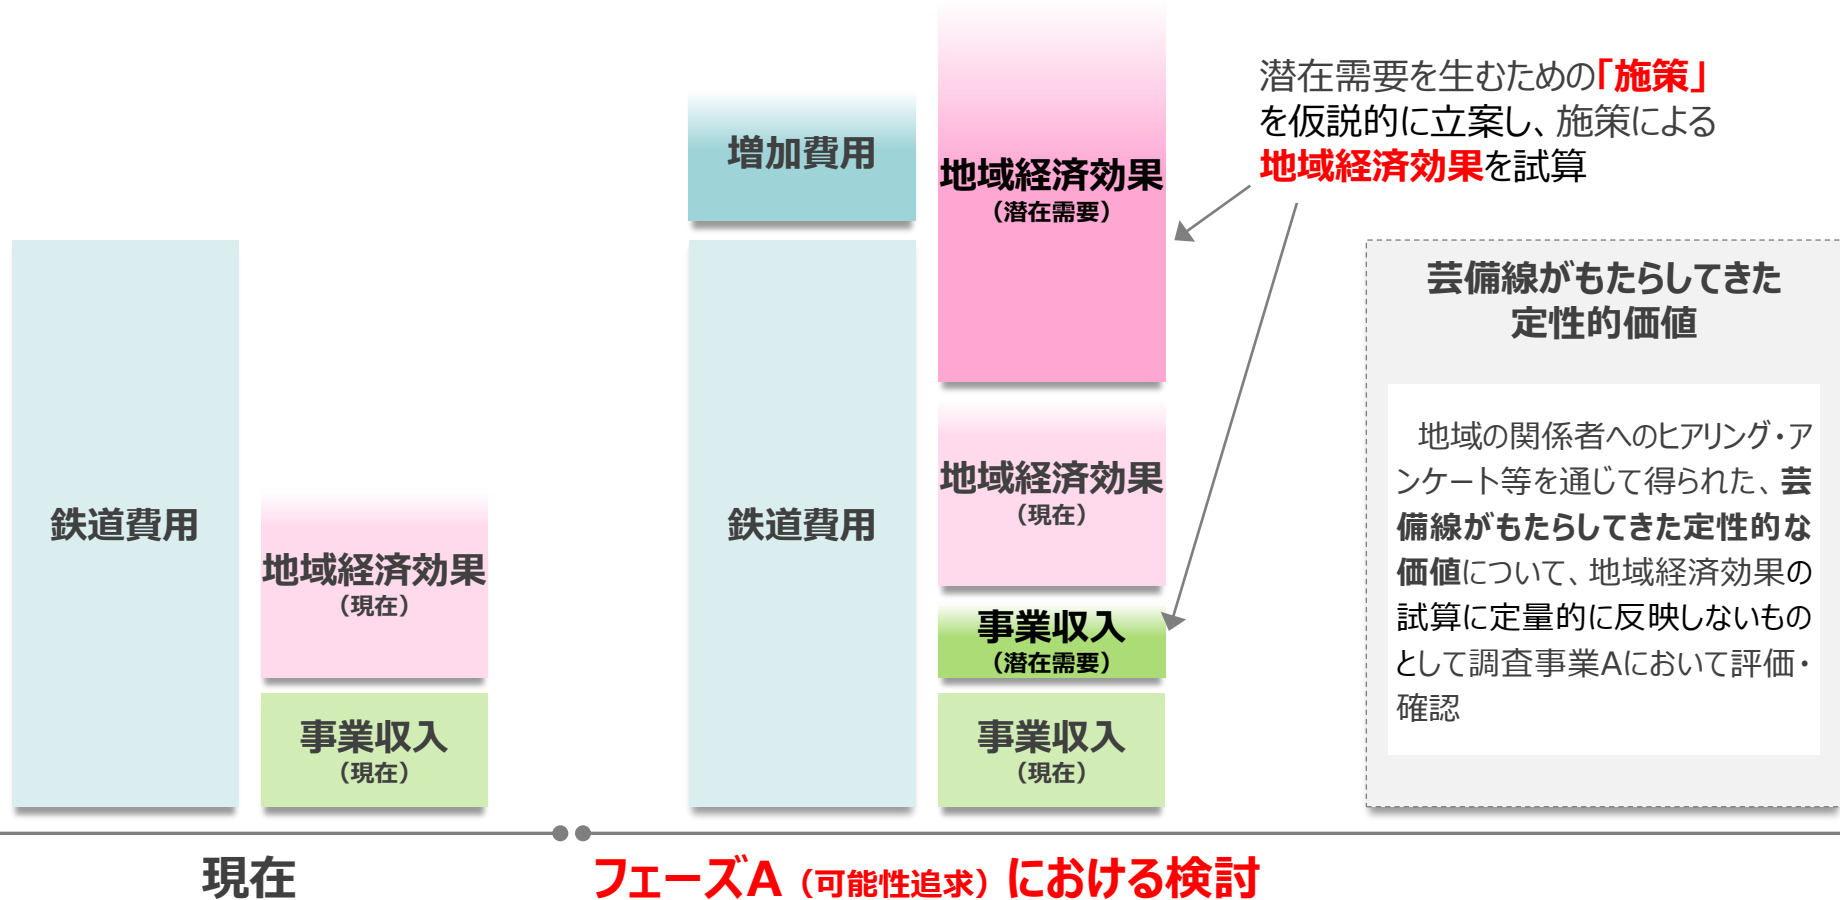 鉄道費用
地域経済効果
（現在）
事業収入
（現在）
現在
増加費用
鉄道費用
地域経済効果
（潜在需要）
地域経済効果
（現在）
事業収入
（潜在需要）
事業収入
（現在）
潜在需要を生むための「施策」
を仮説的に立案し、施策による
地域経済効果を試算
芸備線がもたらしてきた
定性的価値
地域の関係者へのヒアリング・ア
ンケート等を通じて得られた、芸
備線がもたらしてきた定性的な
価値について、地域経済効果の
試算に定量的に反映しないもの
として調査事業Aにおいて評価・
確認
フェーズA（可能性追求）における検討